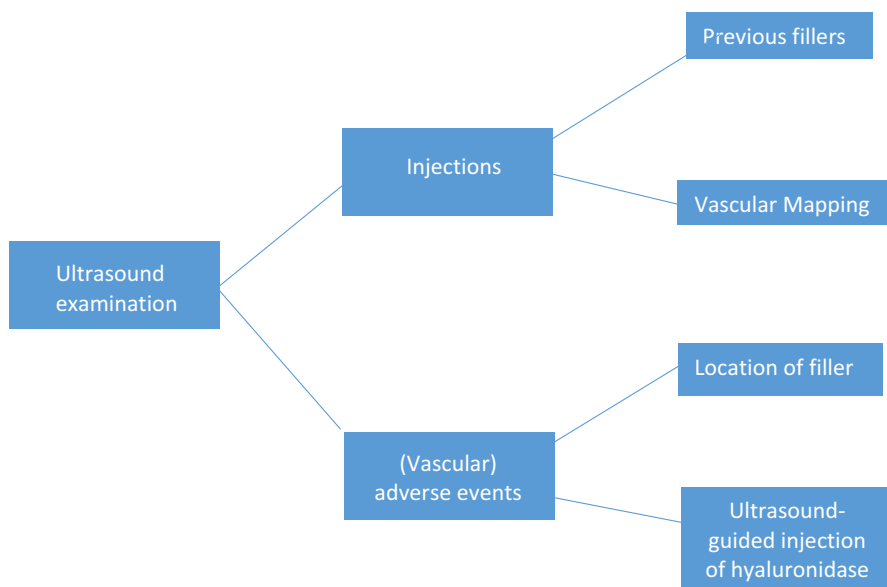 Previous fillers
Injections
Vascular Mapping
Ultrasound
examination
Location of filler
(Vascular)
adverse events
Ultrasound-
guided injection
of hyaluronidase